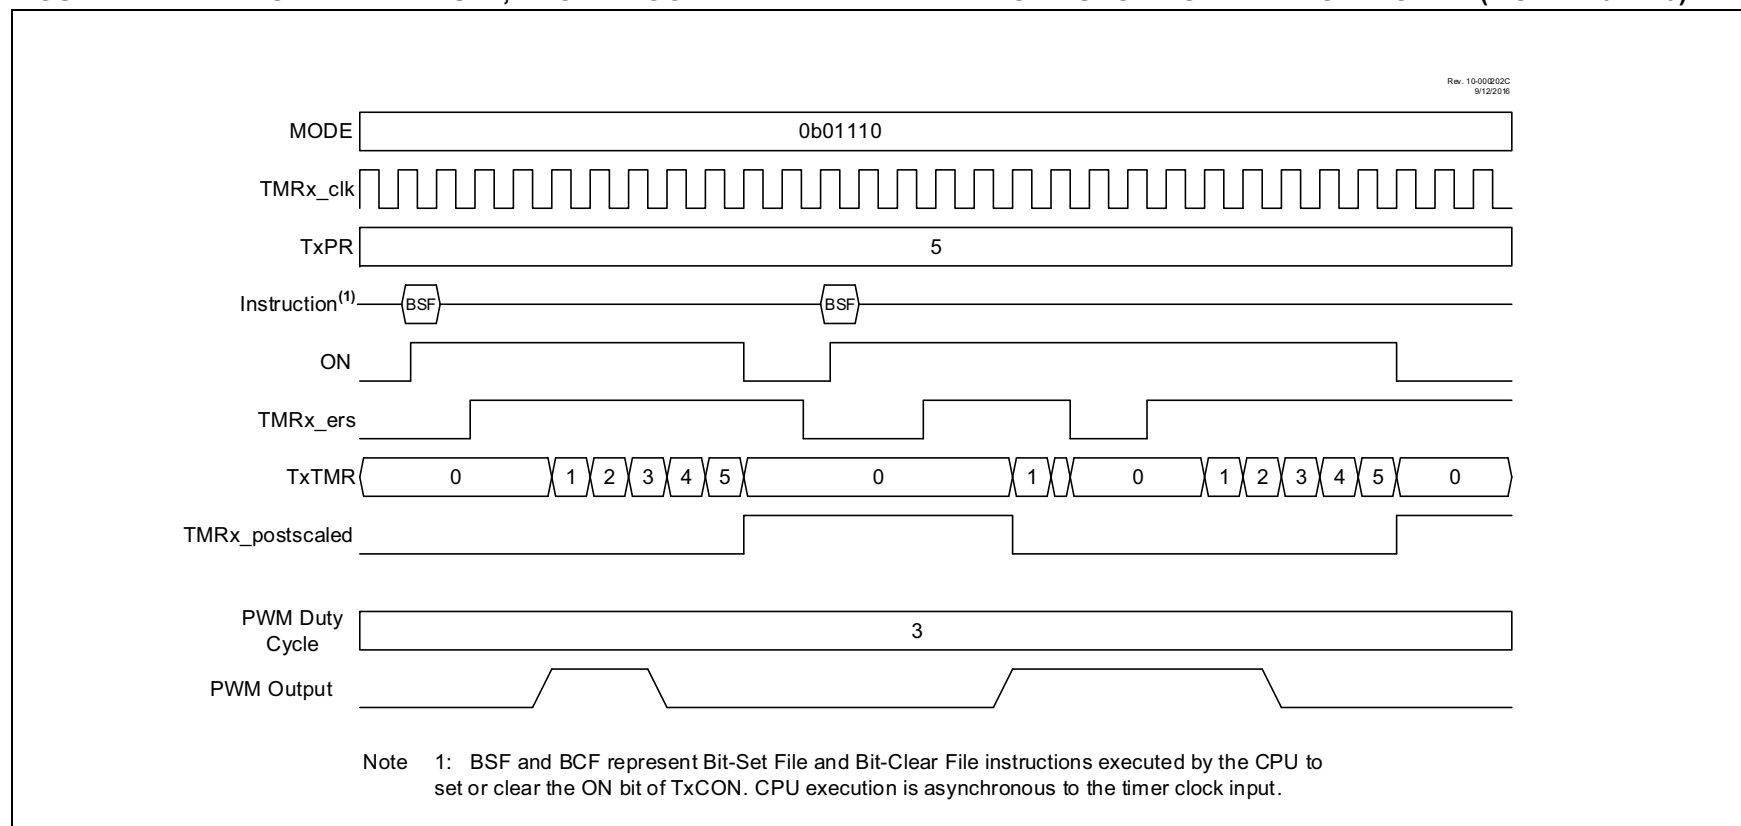 Rev. 10-000202C
9/12/2016
MODE 0b01110
TMRx_clk
TxPR 5
Instruction(1) BSF BSF
ON
TMRx_ers
TxTMR 0 1 2 3 4 5 0 1 0 1 2 3 4 5 0
TMRx_postscaled
PWM Duty
Cycle
3
PWM Output
Note 1: BSF and BCF represent Bit-Set File and Bit-Clear File instructions executed by the CPU to
set or clear the ON bit of TxCON. CPU execution is asynchronous to the timer clock input.